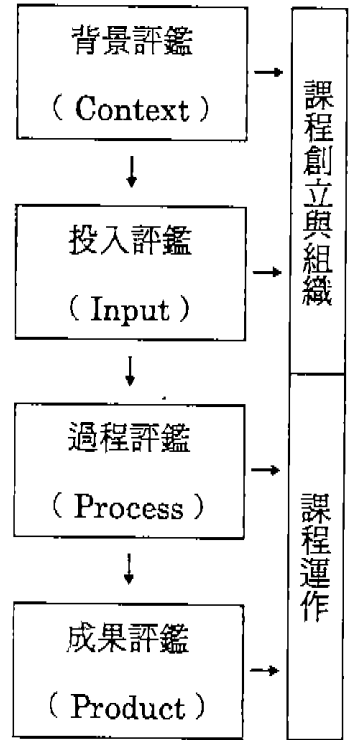 背景評鑑
( Context )
投入評鑑
( Input )
過程評鑑
( Process )
成果評鑑
( Product )
課程創立與組織
課程運作